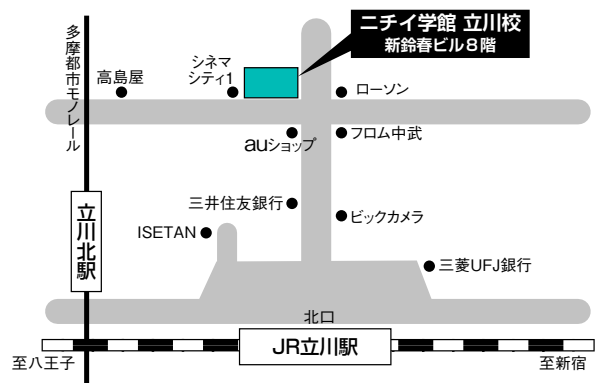 ニチイ学館 立川校
新鈴春ビル8階
多摩都市モノレール
高島屋
シネマ
シティ1
ローソン
auショップ
フロム中武
三井住友銀行
ビックカメラ
ISETAN
立川北駅
三菱UFJ銀行
北口
JR立川駅
至八王子
至新宿